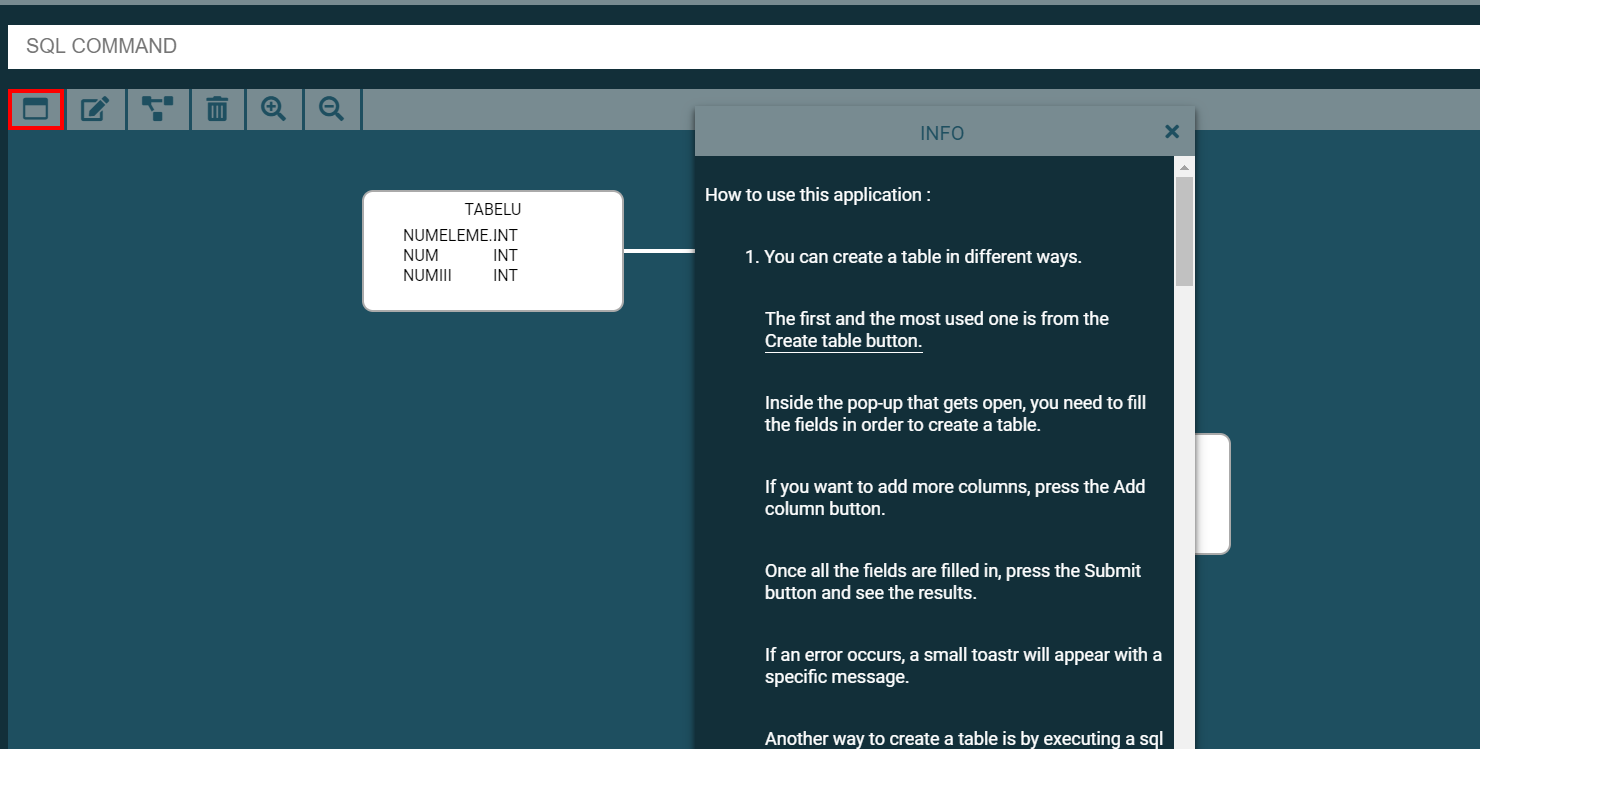 SQL COMMAND
INFO
TABELU
NUMELEME.. INT
NUM INT
NUMIII INT
How to use this application :
1. You can create a table in different ways.
The first and the most used one is from the
Create table button.
Inside the pop-up that gets open, you need to fill
the fields in order to create a table.
If you want to add more columns, press the Add
column button.
Once all the fields are filled in, press the Submit
button and see the results.
If an error occurs, a small toastr will appear with a
specific message.
Another way to create a table is by executing a sql